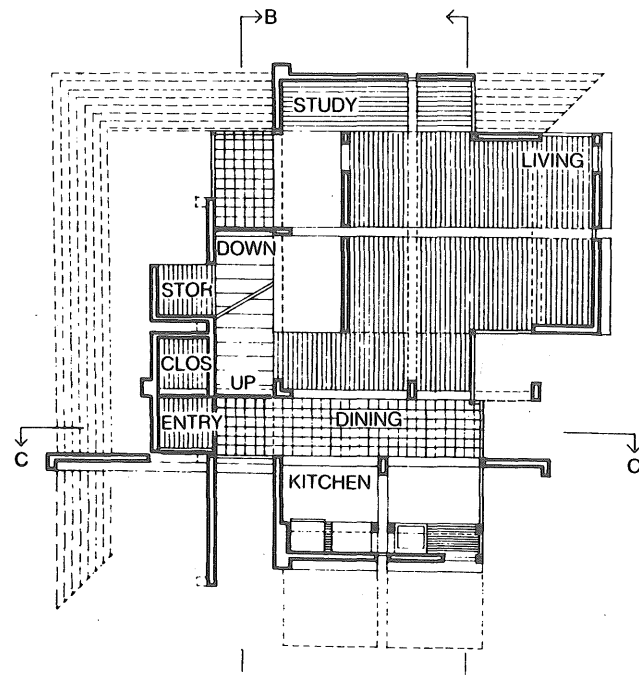 B
STUDY
LIVING
DOWN
STOR
CLOS
UP
ENTRY
DINING
C
C
KITCHEN